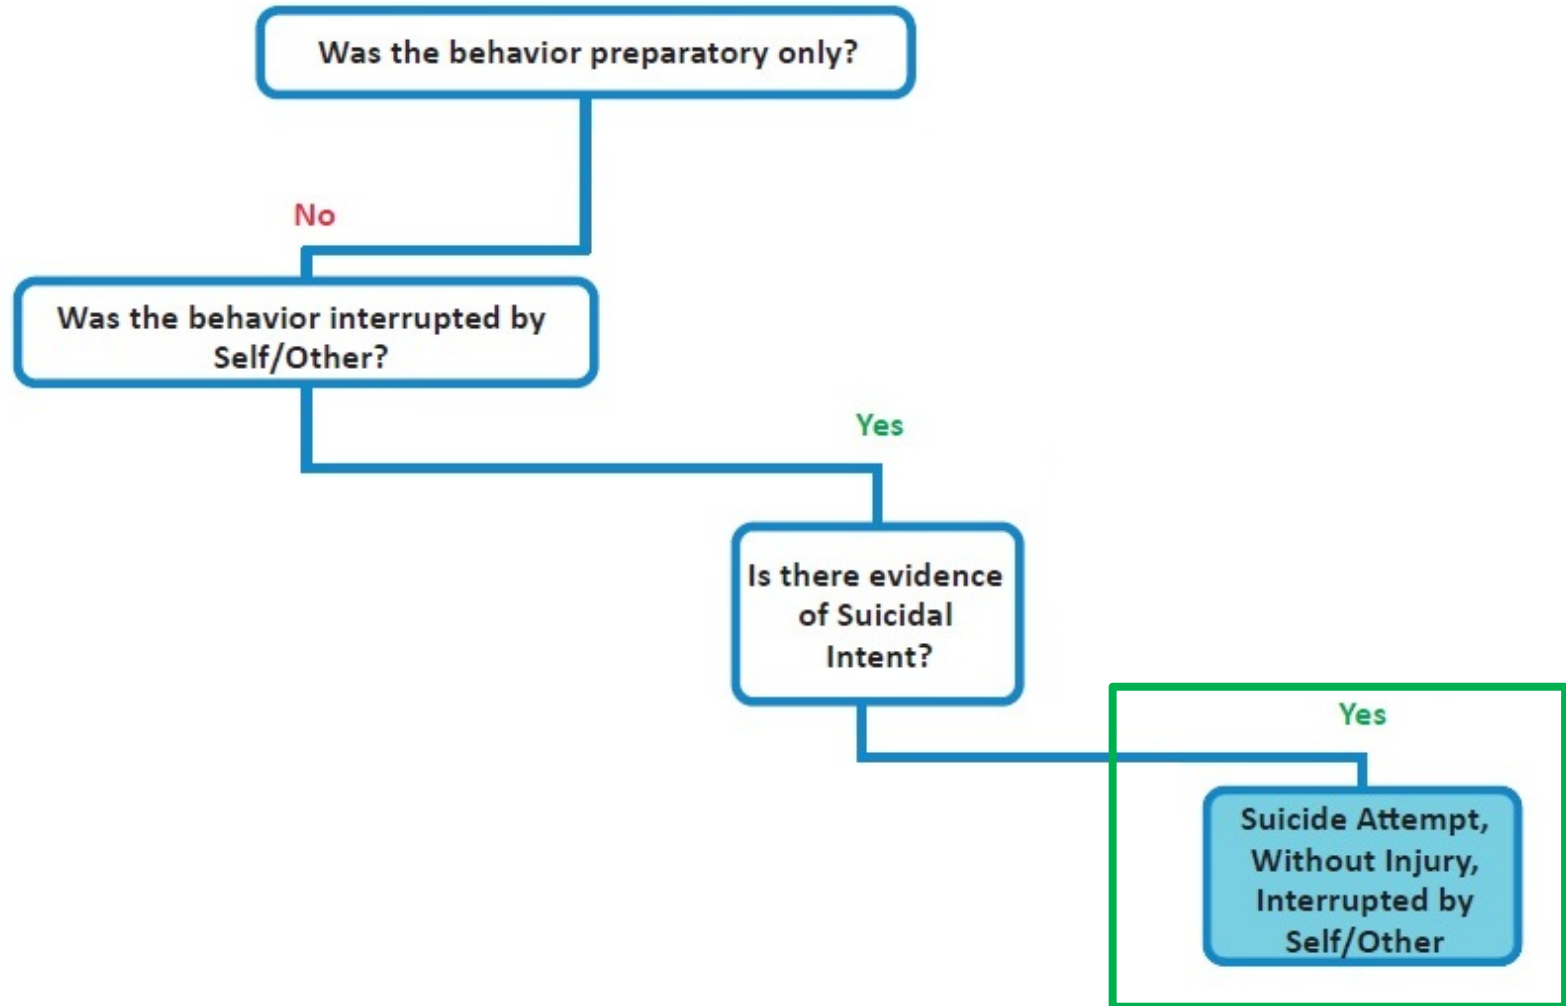 Was the behavior preparatory only?
No
Was the behavior interrupted by
Self/Other?
Yes
Is there evidence
of Suicidal
Intent?
Yes
Suicide Attempt,
Without Injury,
Interrupted by
Self/Other